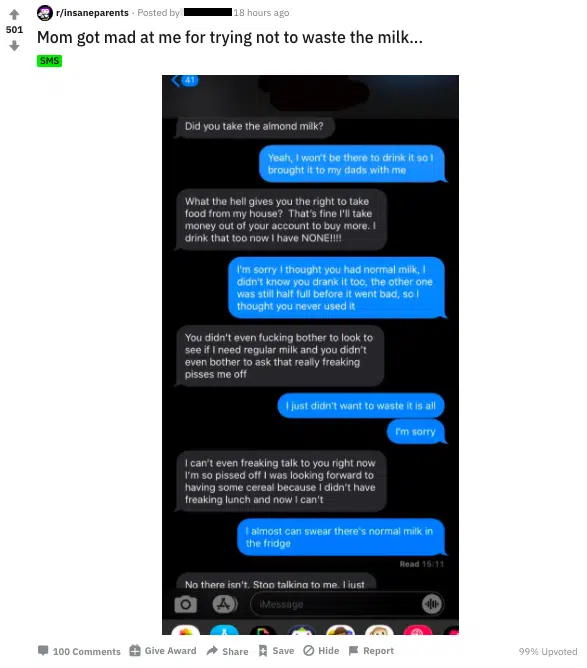 r/insaneparents · Posted by 18 hours ago
501
Mom got mad at me for trying not to waste the milk...
SMS
41
Did you take the almond milk?
Yeah, I won't be there to drink it so I
brought it to my dads with me
What the hell gives you the right to take
food from my house? That's fine I'll take
money out of your account to buy more. I
drink that too now I have NONE!!!!
I'm sorry I thought you had normal milk, I
didn't know you drank it too, the other one
was still half full before it went bad, so I
thought you never used it
You didn't even fucking bother to look to
see if I need regular milk and you didn't
even bother to ask that really freaking
pisses me off
I just didn't want to waste it is all
I'm sorry
I can't even freaking talk to you right now
I'm so pissed off I was looking forward to
having some cereal because I didn't have
freaking lunch and now I can't
I almost can swear there's normal milk in
the fridge
Read 15:11
No there isn't. Stop talking to me. I just
iMessage
100 Comments Give Award Share Save Hide Report 99% Upvoted